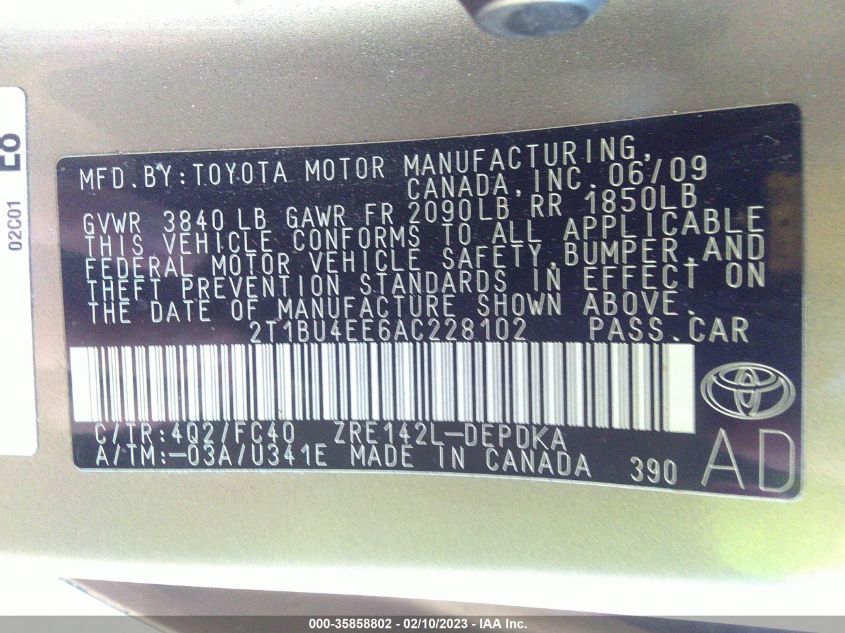 E8
02C01
MFD.BY:TOYOTA MOTOR MANUFACTURING,
CANADA,INC. 06/09
GVWR 3840 LB GAWR FR 2090LB RR 1850LB
THIS VEHICLE CONFORMS TO ALL APPLICABLE
FEDERAL MOTOR VEHICLE SAFETY,BUMPER,AND
THEFT PREVENTION STANDARDS IN EFFECT ON
THE DATE OF MANUFACTURE SHOWN ABOVE.
2T1BU4EE6AC228102 PASS.CAR
C/TR:4Q2/FC40 ZRE142L-DEPDKA
A/TM:-03A/U341E MADE IN CANADA 390
AD
000-35858802 — 02/10/2023 — IAA Inc.